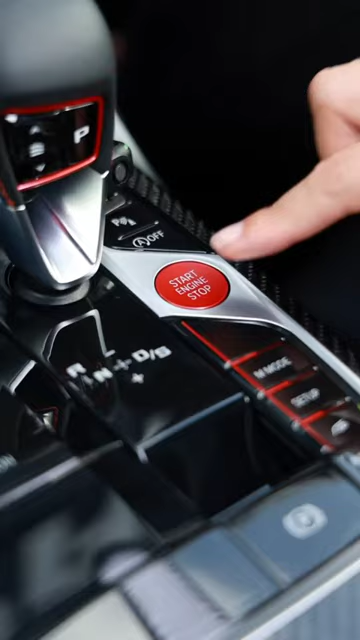 P
P
Ⓐ OFF
START
ENGINE
STOP
R
N + D/S
M MODE
SETUP
Ⓟ